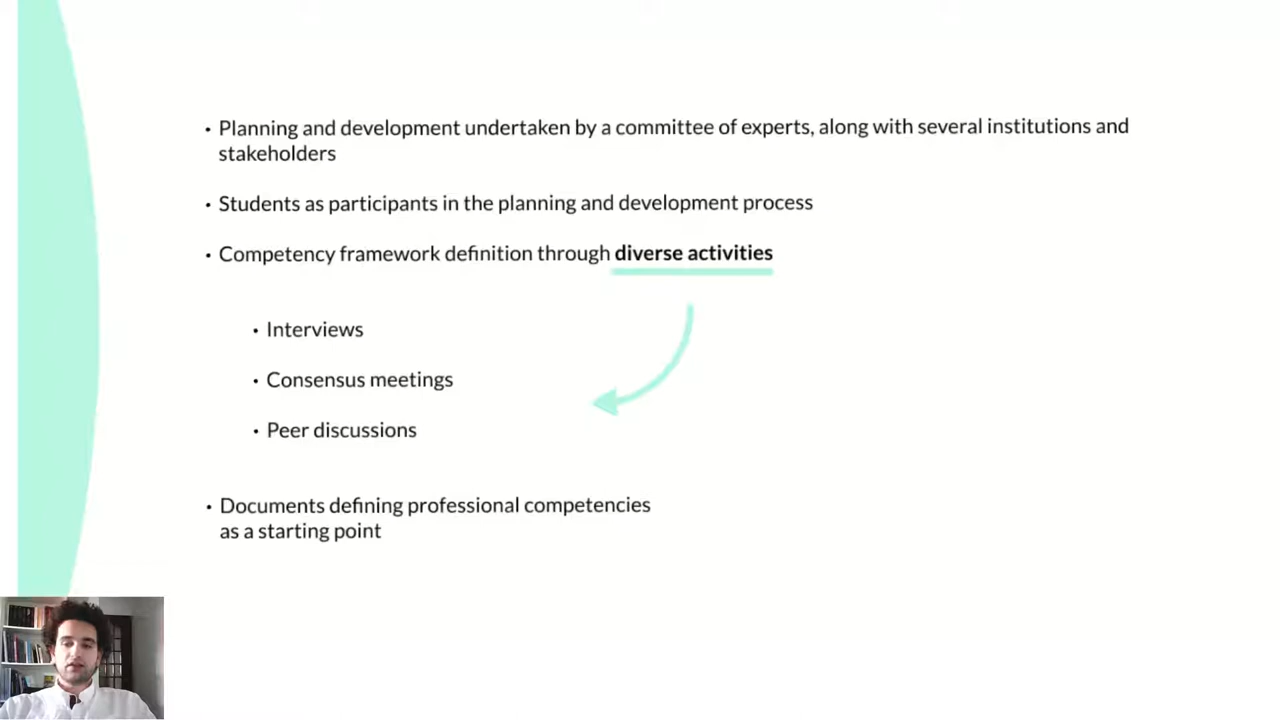 • Planning and development undertaken by a committee of experts, along with several institutions and
stakeholders
• Students as participants in the planning and development process
• Competency framework definition through diverse activities
• Interviews
• Consensus meetings
• Peer discussions
• Documents defining professional competencies
as a starting point